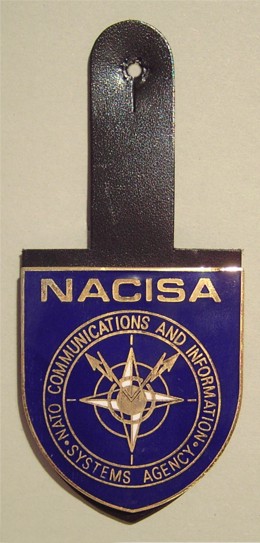 NACISA
NATO COMMUNICATIONS AND INFORMATION
• SYSTEMS AGENCY •